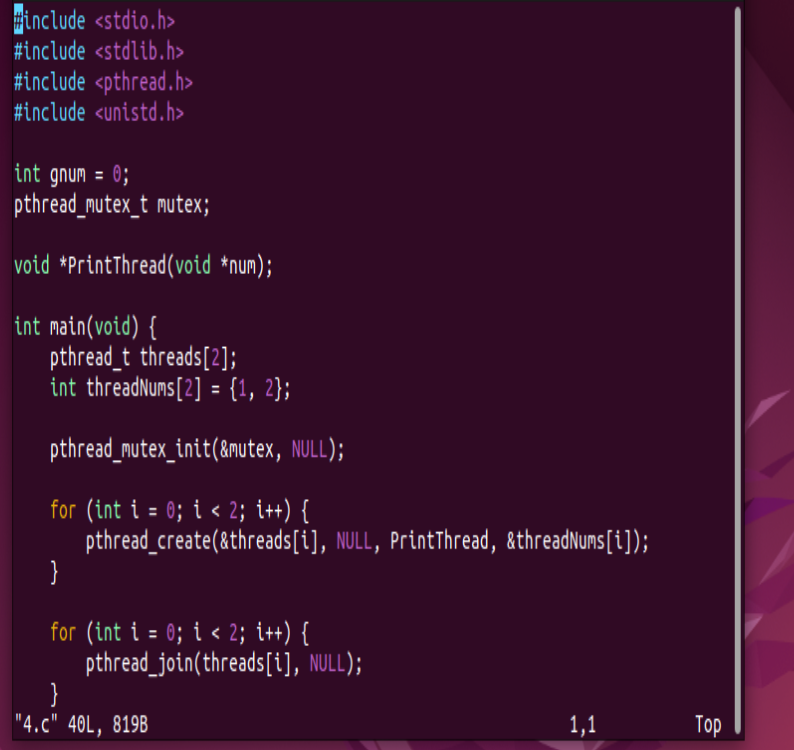 #include <stdio.h>
#include <stdlib.h>
#include <pthread.h>
#include <unistd.h>

int gnum = 0;
pthread_mutex_t mutex;

void *PrintThread(void *num);

int main(void) {
    pthread_t threads[2];
    int threadNums[2] = {1, 2};

    pthread_mutex_init(&mutex, NULL);

    for (int i = 0; i < 2; i++) {
        pthread_create(&threads[i], NULL, PrintThread, &threadNums[i]);
    }

    for (int i = 0; i < 2; i++) {
        pthread_join(threads[i], NULL);
    }
"4.c" 40L, 819B 1,1 Top